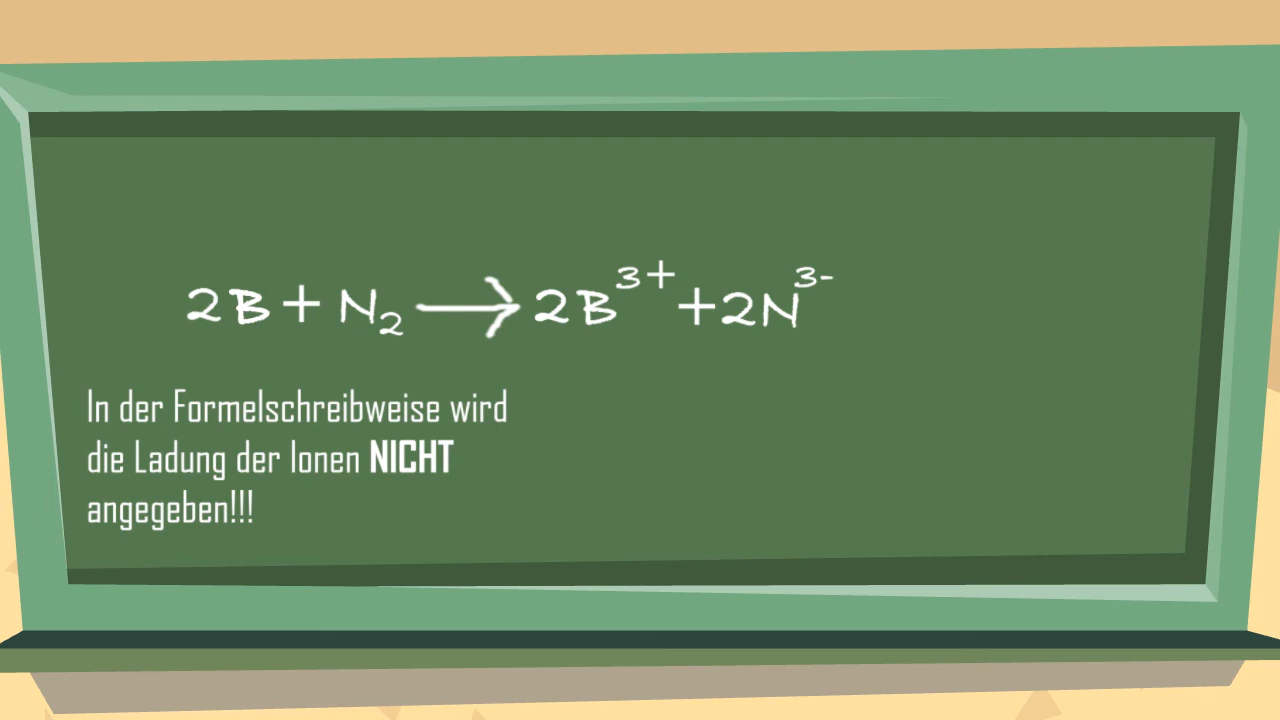 2B + N₂ → 2B³⁺ + 2N³⁻
In der Formelschreibweise wird
die Ladung der Ionen NICHT
angegeben!!!